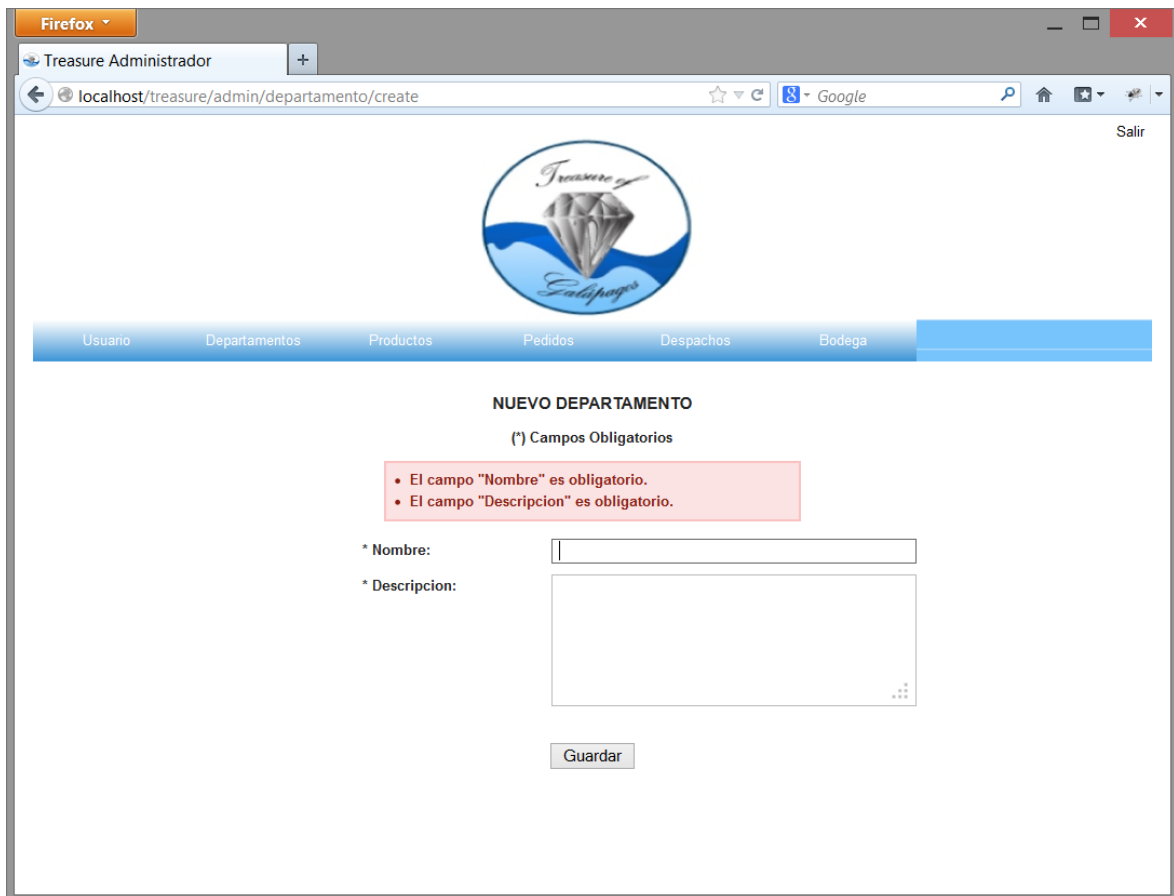 Firefox
Treasure Administrador
+
localhost/treasure/admin/departamento/create
8 Google
Salir
Treasure of
Galápagos
Usuario Departamentos Productos Pedidos Despachos Bodega
NUEVO DEPARTAMENTO
(*) Campos Obligatorios
• El campo "Nombre" es obligatorio.
• El campo "Descripcion" es obligatorio.
* Nombre:
* Descripcion:
Guardar